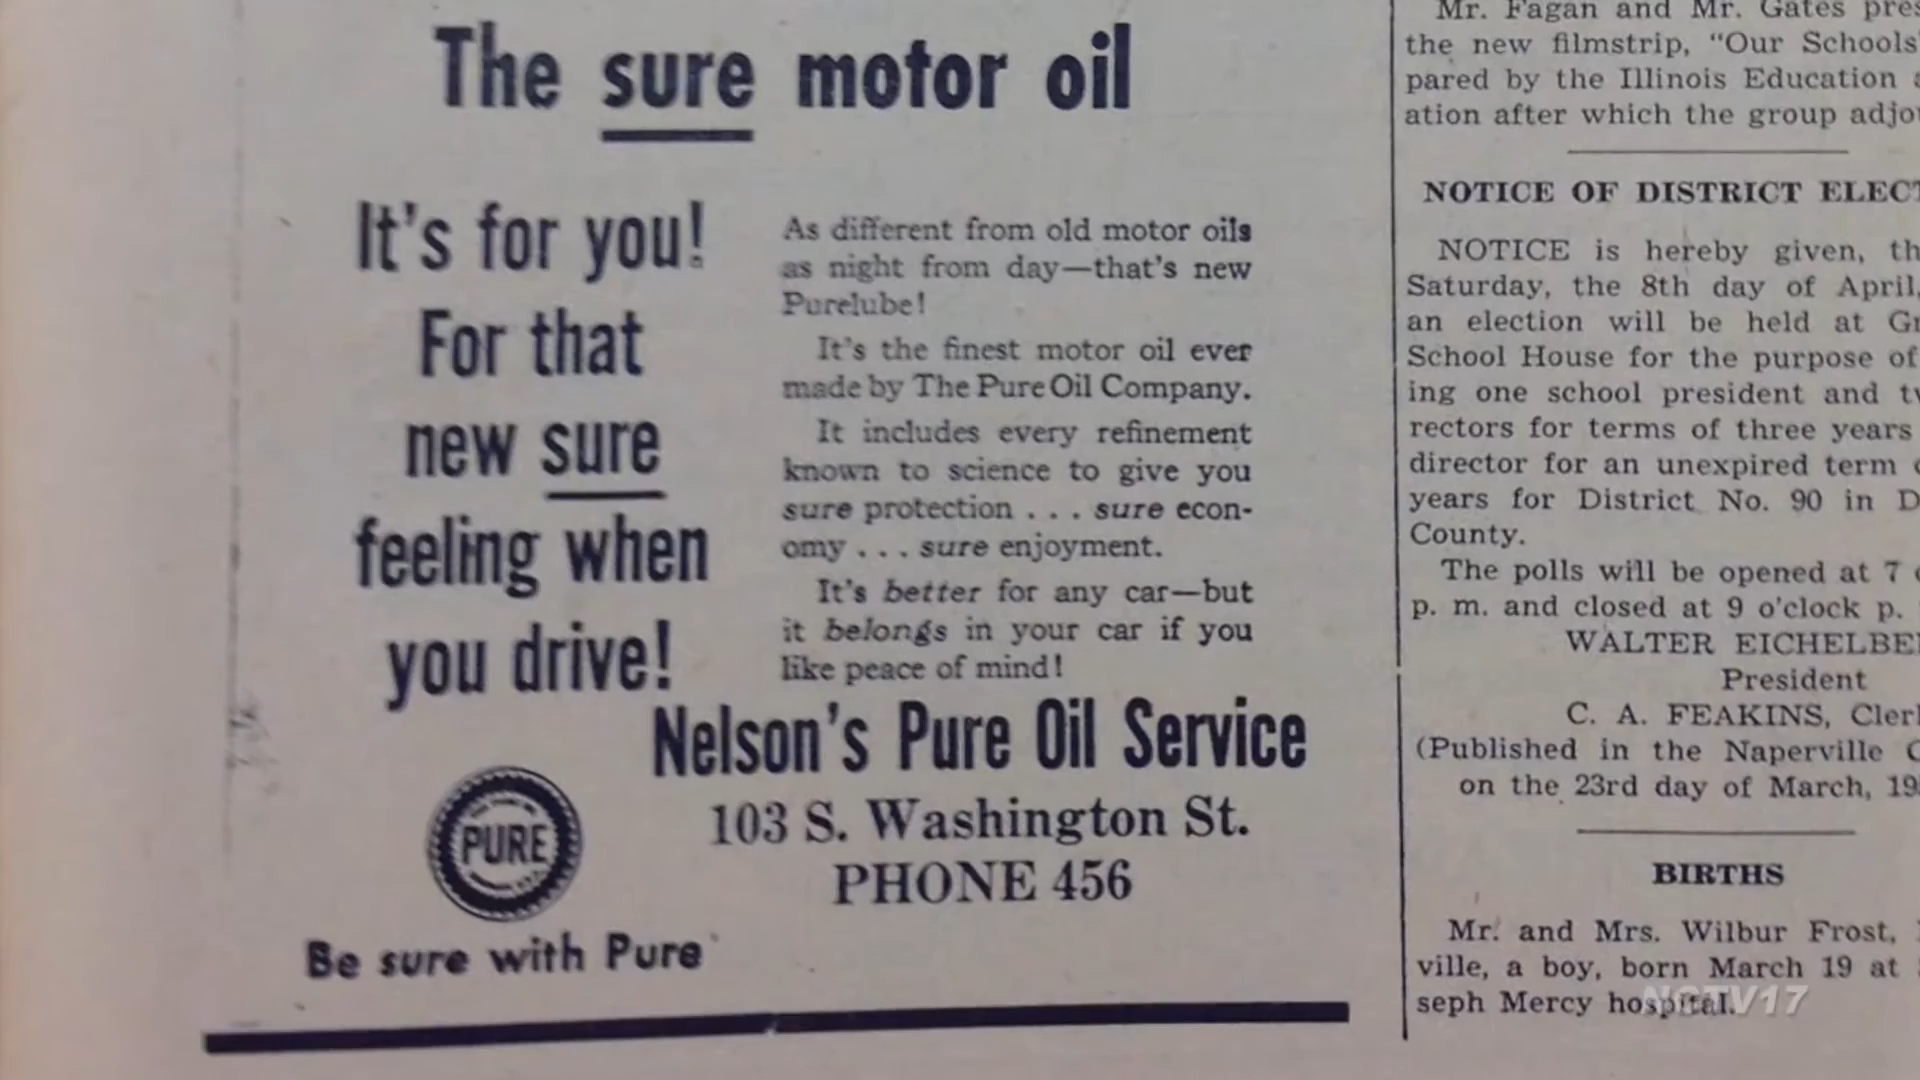 The sure motor oil
It's for you!
For that
new sure
feeling when
you drive!
As different from old motor oils
as night from day—that's new
Purelube!
It's the finest motor oil ever
made by The Pure Oil Company.
It includes every refinement
known to science to give you
sure protection . . . sure econ-
omy . . . sure enjoyment.
It's better for any car—but
it belongs in your car if you
like peace of mind!
Nelson's Pure Oil Service
103 S. Washington St.
PHONE 456
PURE
Be sure with Pure
Mr. Fagan and Mr. Gates pres
the new filmstrip, "Our Schools"
pared by the Illinois Education
ation after which the group adjou
NOTICE OF DISTRICT ELECT
NOTICE is hereby given, th
Saturday, the 8th day of April,
an election will be held at Gr
School House for the purpose of
ing one school president and tw
rectors for terms of three years
director for an unexpired term
years for District No. 90 in D
County.
The polls will be opened at 7
p. m. and closed at 9 o'clock p.
WALTER EICHELBE
President
C. A. FEAKINS, Cler
(Published in the Naperville C
on the 23rd day of March, 19
BIRTHS
Mr. and Mrs. Wilbur Frost,
ville, a boy, born March 19 at
seph Mercy hospital.
NCTV17